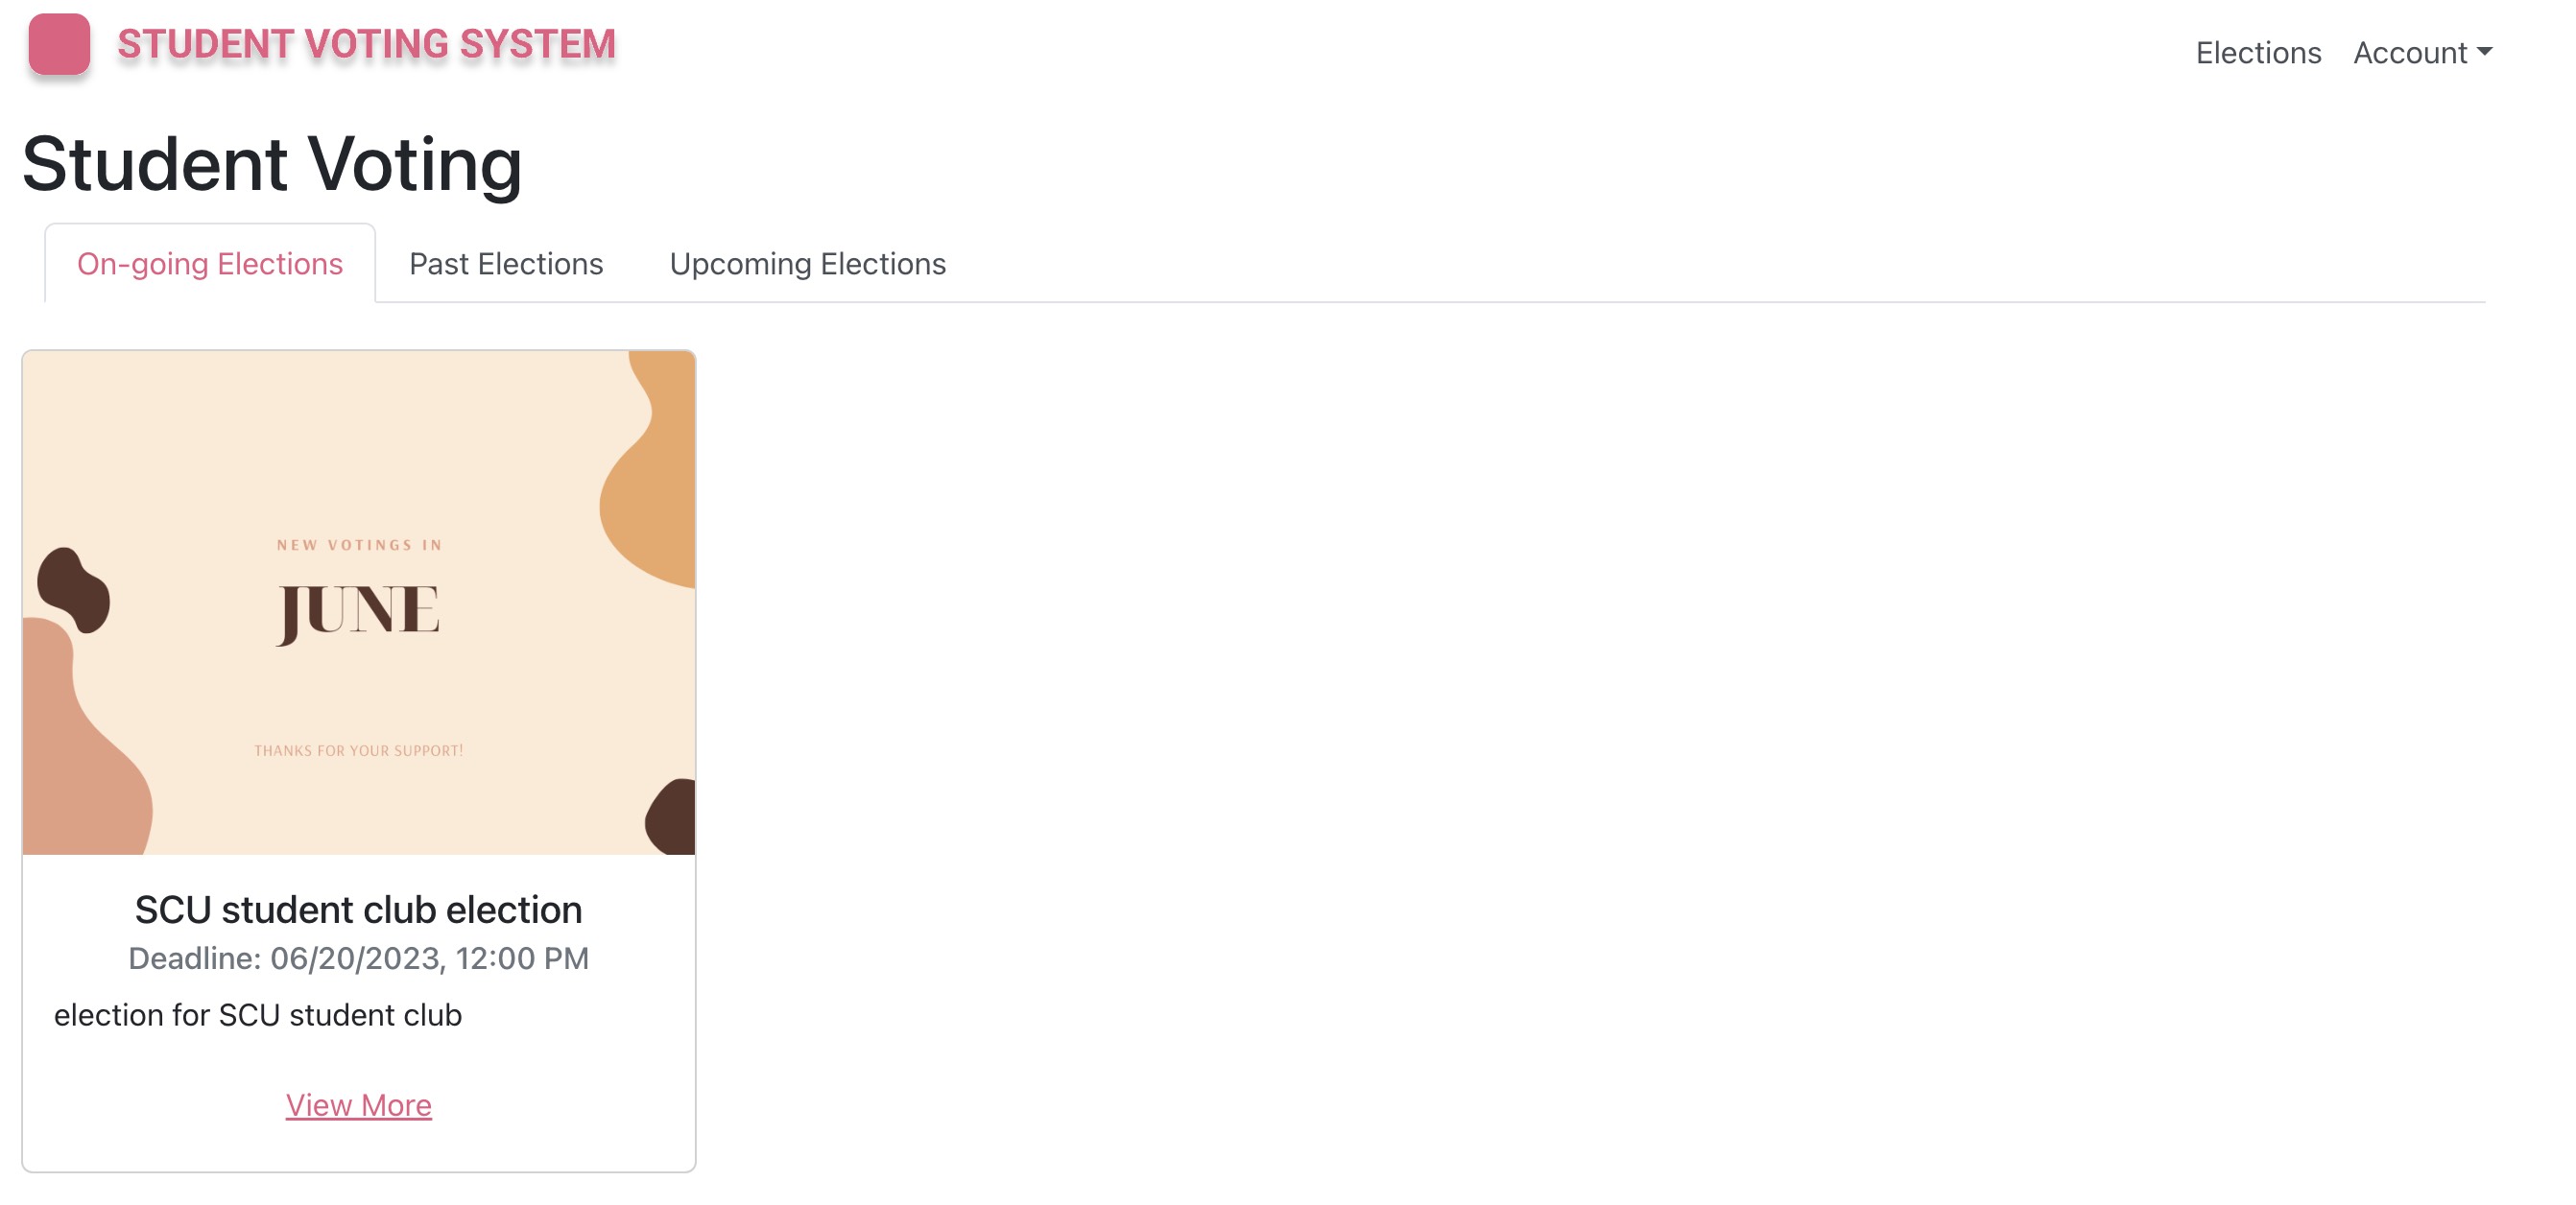 STUDENT VOTING SYSTEM
Elections
Account
Student Voting
On-going Elections
Past Elections
Upcoming Elections
NEW VOTINGS IN
JUNE
THANKS FOR YOUR SUPPORT!
SCU student club election
Deadline: 06/20/2023, 12:00 PM
election for SCU student club
View More